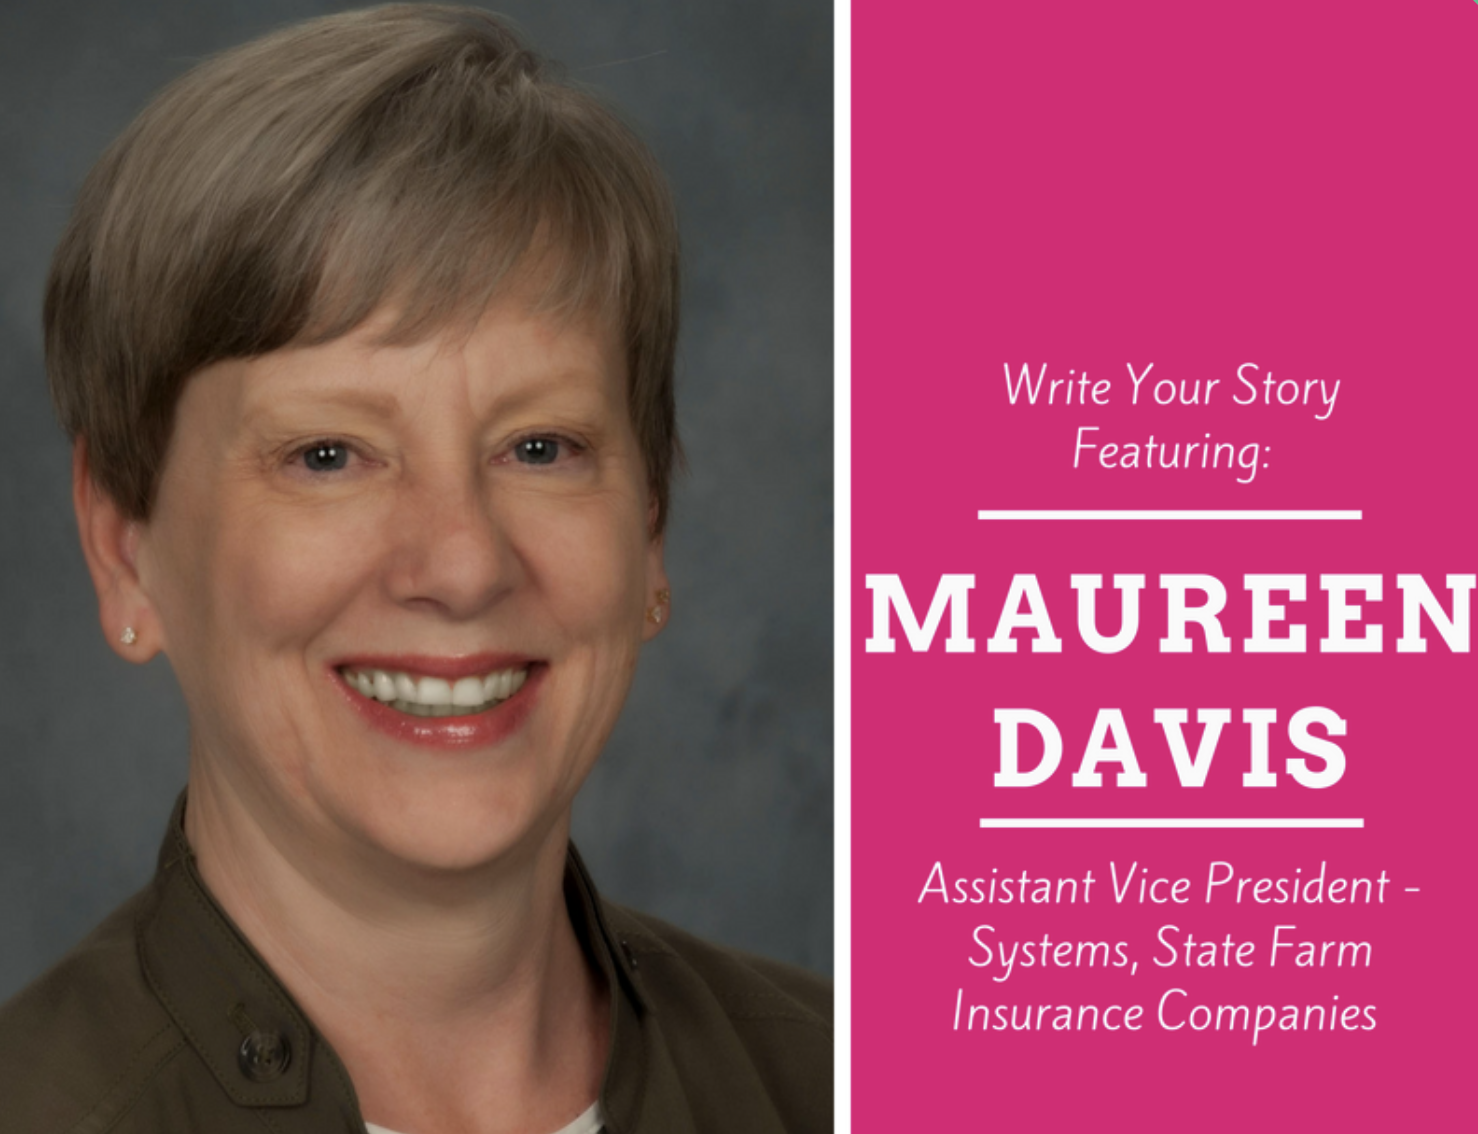 Write Your Story
Featuring:
MAUREEN
DAVIS
Assistant Vice President -
Systems, State Farm
Insurance Companies